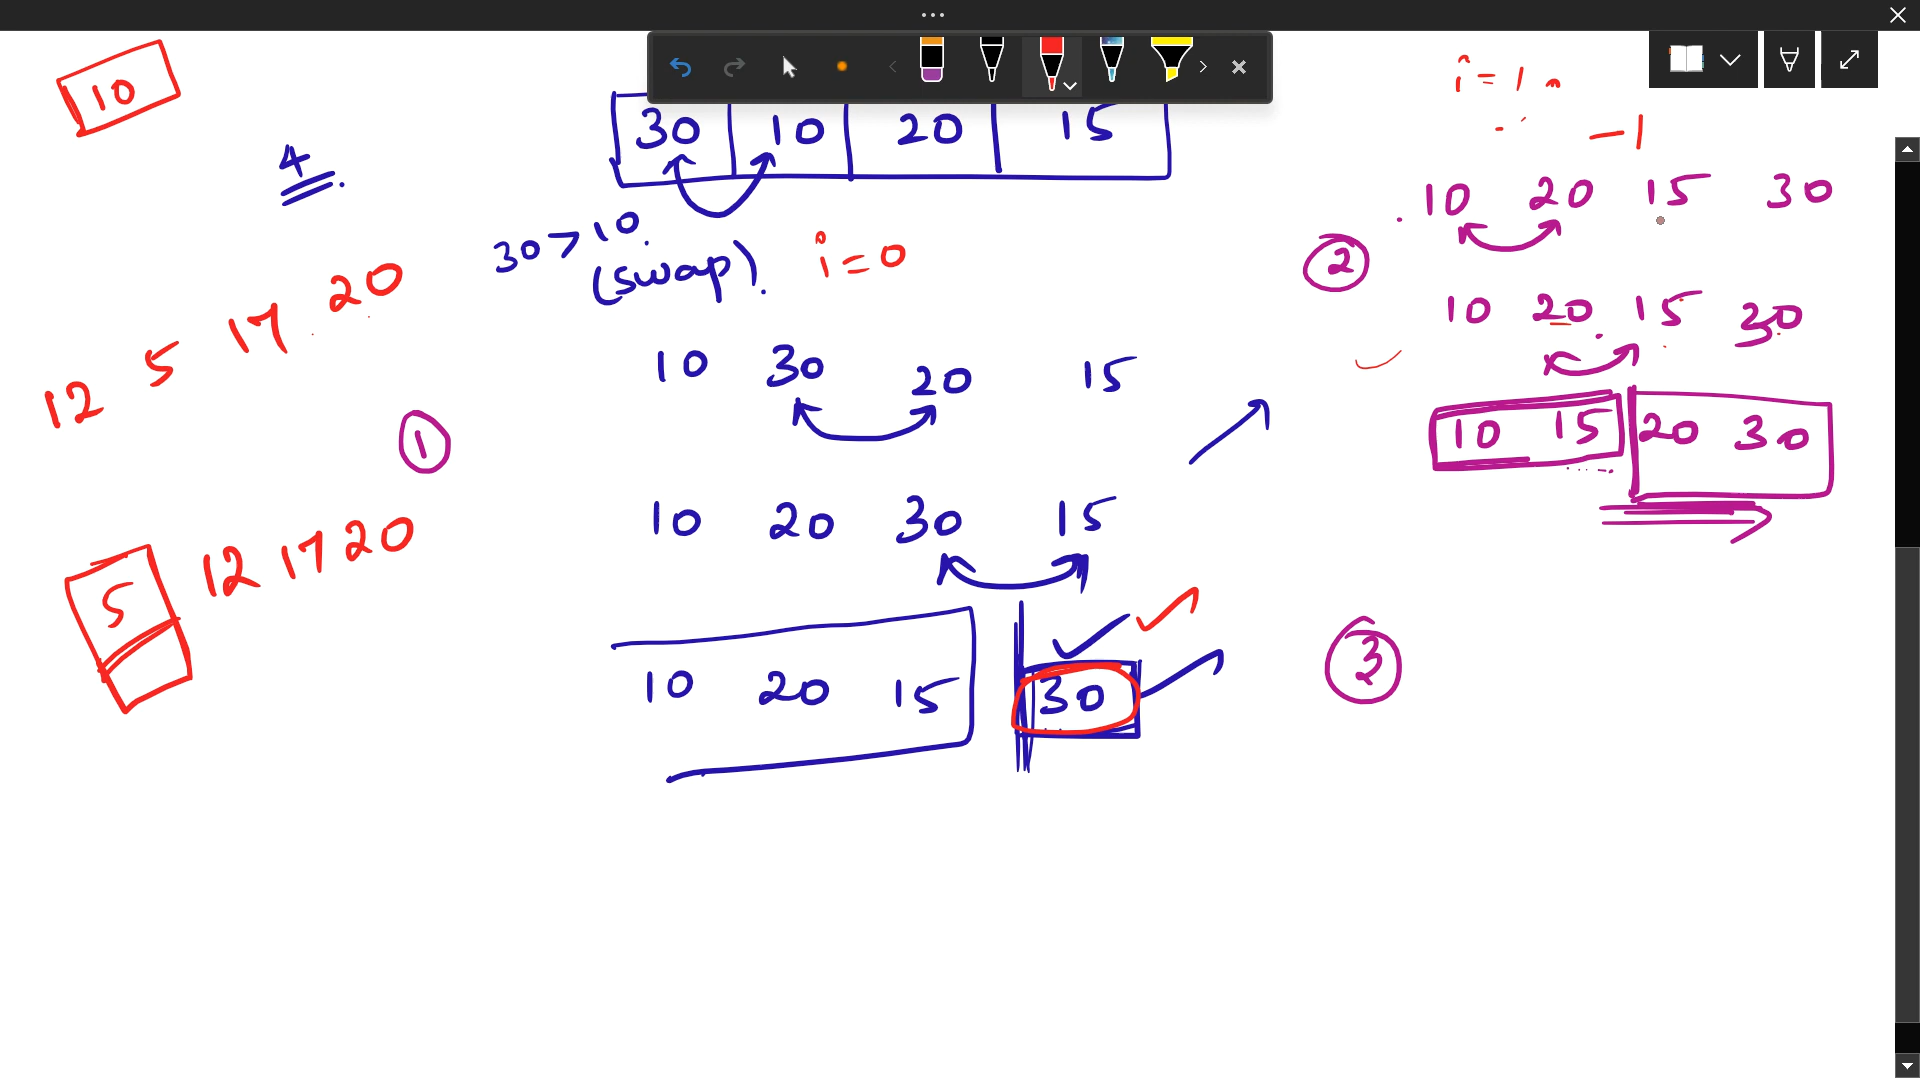 10
4
30 10 20 15
30 > 10.
(swap).
i = 0
12 5 17 20
10 30 20 15
1
10 20 30 15
5 12 17 20
10 20 15 30
i = 1
-1
10 20 15 30
2
10 20 15 30
10 15 20 30
3